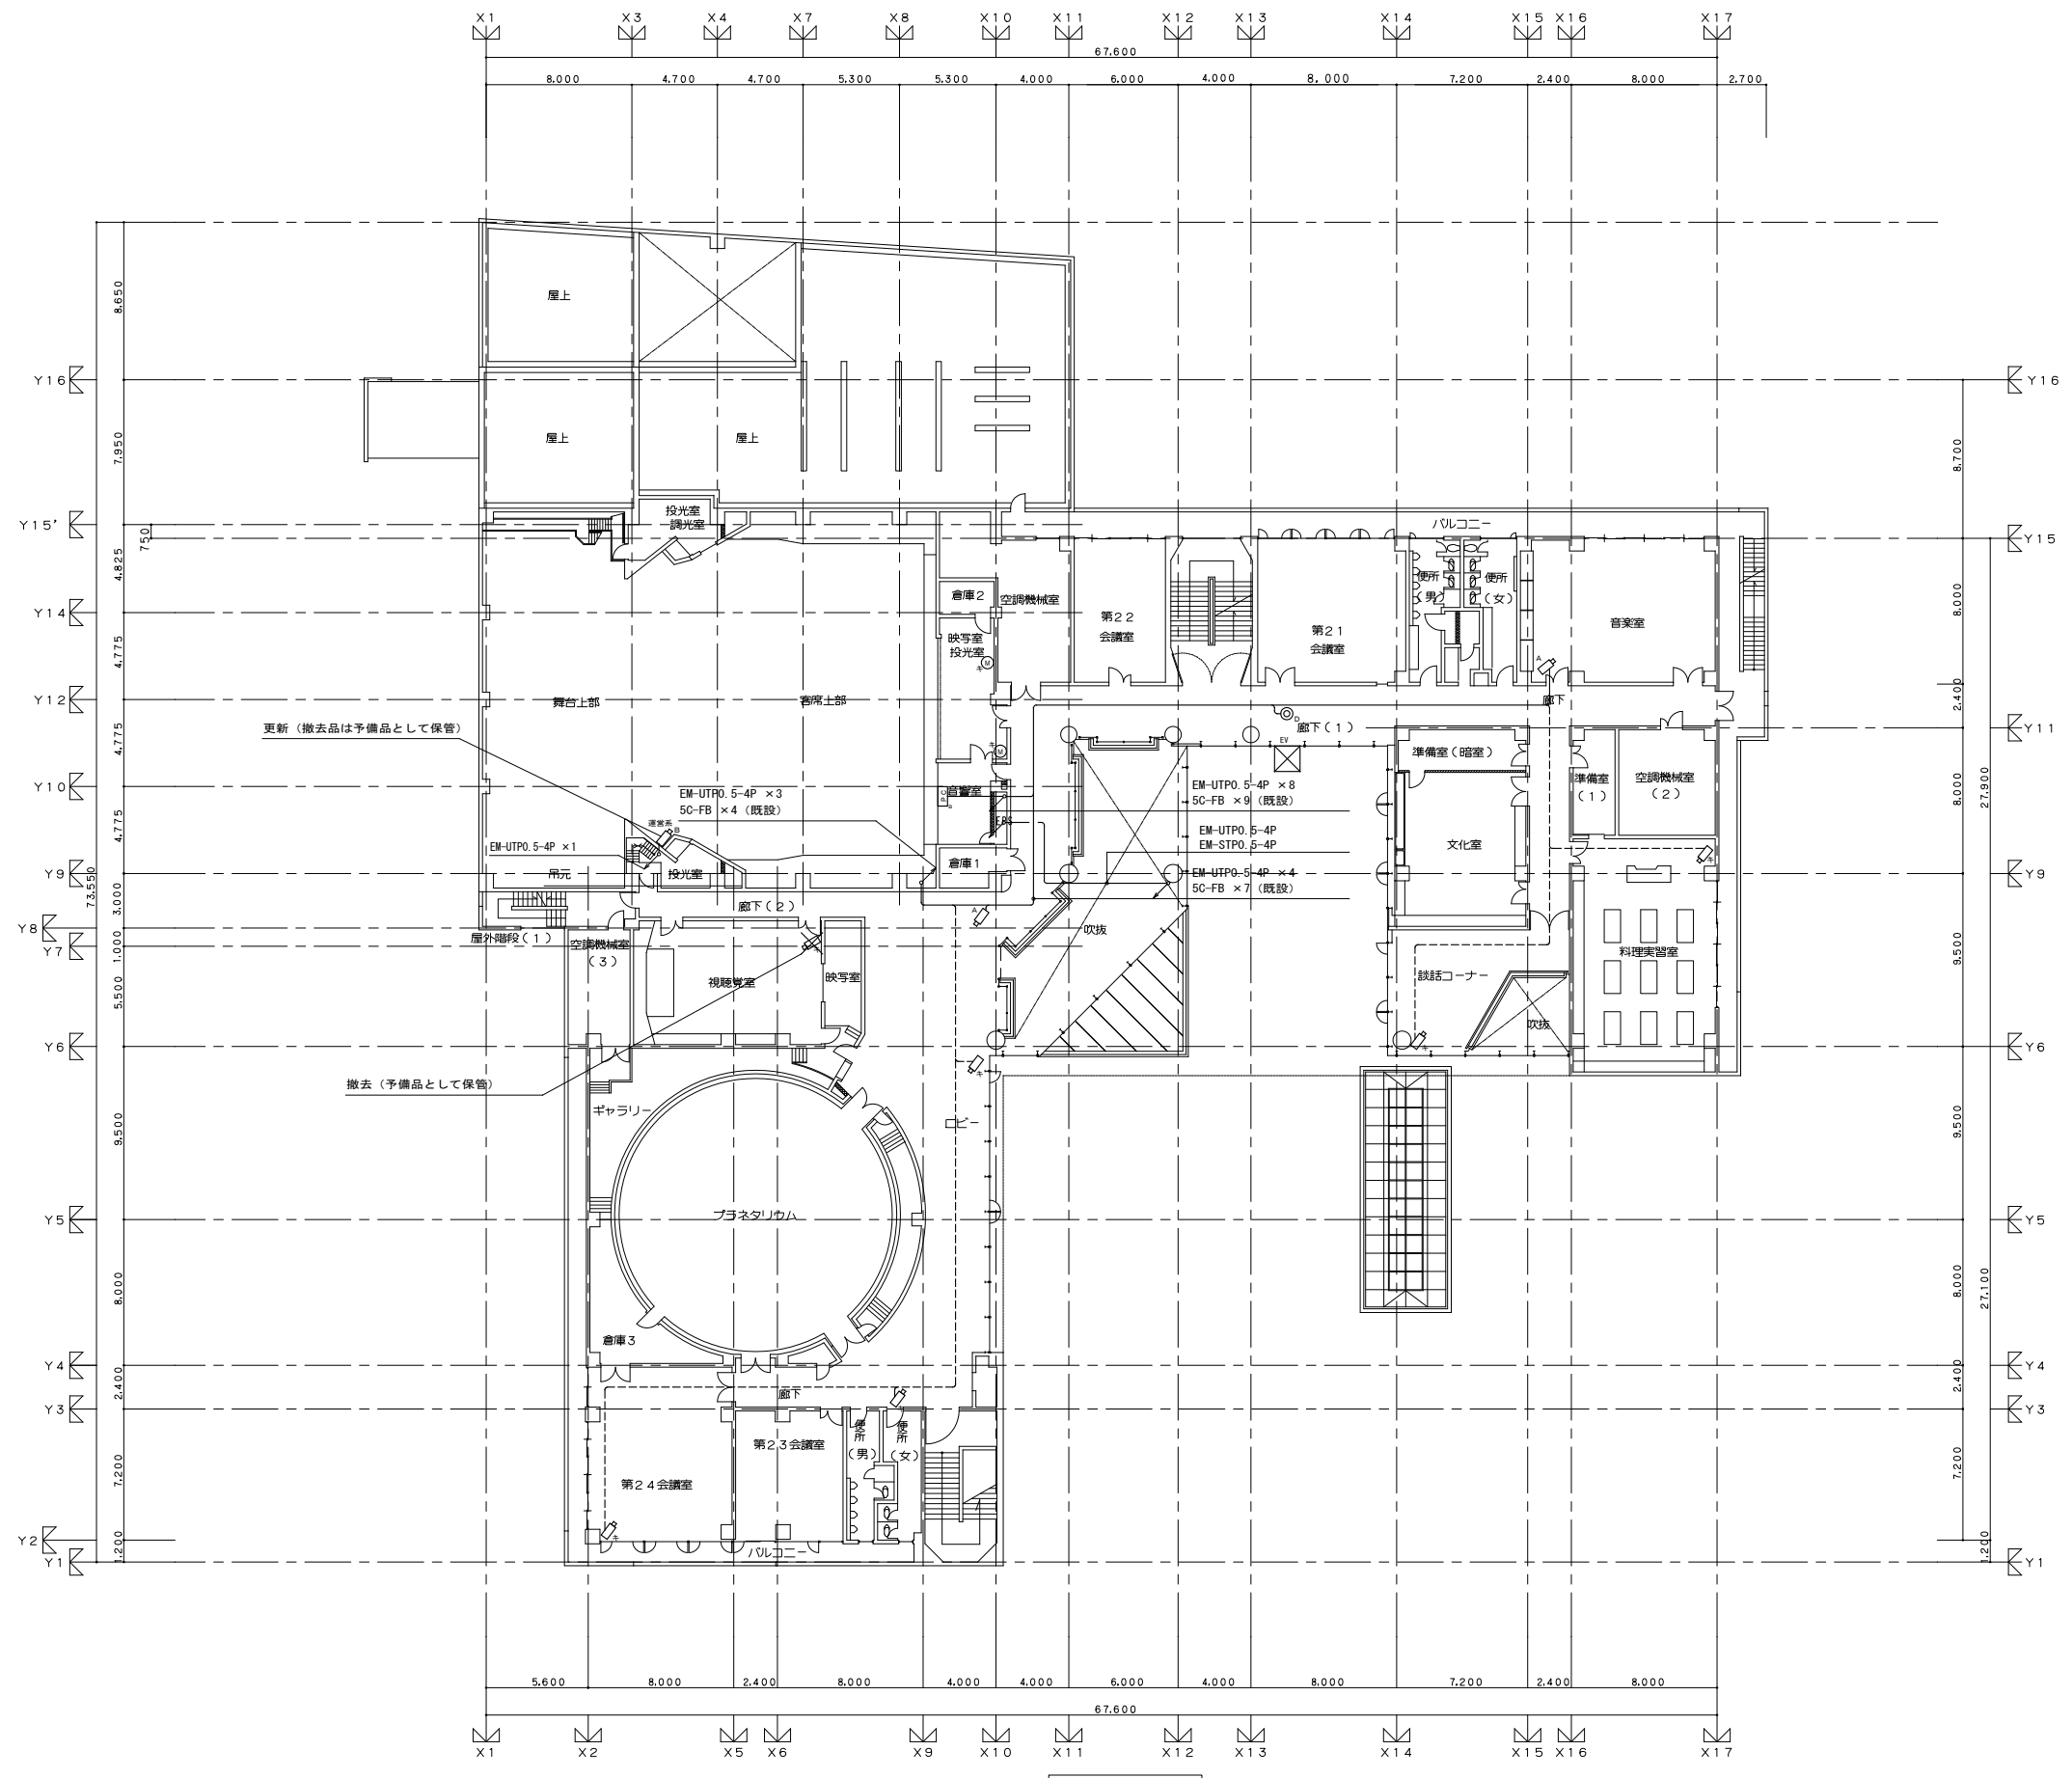 X1 X3 X4 X7 X8 X10 X11 X12 X13 X14 X15 X16 X17
67.600
8.000 4.700 4.700 5.300 5.300 4.000 6.000 4.000 8.000 7.200 2.400 8.000 2.700
8.650
屋上
Y16 Y16
7.950 8.700
屋上 屋上
Y15' Y15
750
投光室
調光室
バルコニー
4.825 8.000
倉庫2 空調機械室
便所 便所
(男) (女)
Y14
第22
会議室
第21
会議室
音楽室
映写室
投光室
M
キ
4.775
A
Y12
舞台上部 客席上部 廊下
2.400
更新(撤去品は予備品として保管)
D
廊下(1)
Y11
EV
4.775
キ M
準備室(暗室)
準備室
(1)
空調機械室
(2)
Y10
EM-UTP0.5-4P ×3
5C-FB ×4(既設)
音響室
PC
EM-UTP0.5-4P ×8
5C-FB ×9(既設)
8.000 27.900
運営系 B
EPS
EM-UTP0.5-4P
EM-STP0.5-4P
4.775
EM-UTP0.5-4P ×1
文化室
キ
倉庫1
Y9 Y9
吊元 投光室
EM-UTP0.5-4P ×4
5C-FB ×7(既設)
73.550
3.000
廊下(2)
A
Y8
屋外階段(1)
空調機械室
(3)
吹抜
Y7
1.000
キ
9.500
料理実習室
視聴覚室 映写室 談話コーナー
5.500
吹抜
Y6 Y6
キ
キ
撤去(予備品として保管)
ギャラリー
ロビー
9.500 9.500
プラネタリウム
Y5 Y5
8.000 8.000 27.100
倉庫3
Y4 Y4
2.400 2.400
廊下
キ
Y3 Y3
便所
(男)
便所
(女)
第23会議室
第24会議室
7.200 7.200
キ
Y2
1.200 1.200
バルコニー
Y1 Y1
5.600 8.000 2.400 8.000 4.000 4.000 6.000 4.000 8.000 7.200 2.400 8.000
67.600
X1 X2 X5 X6 X9 X10 X11 X12 X13 X14 X15 X16 X17